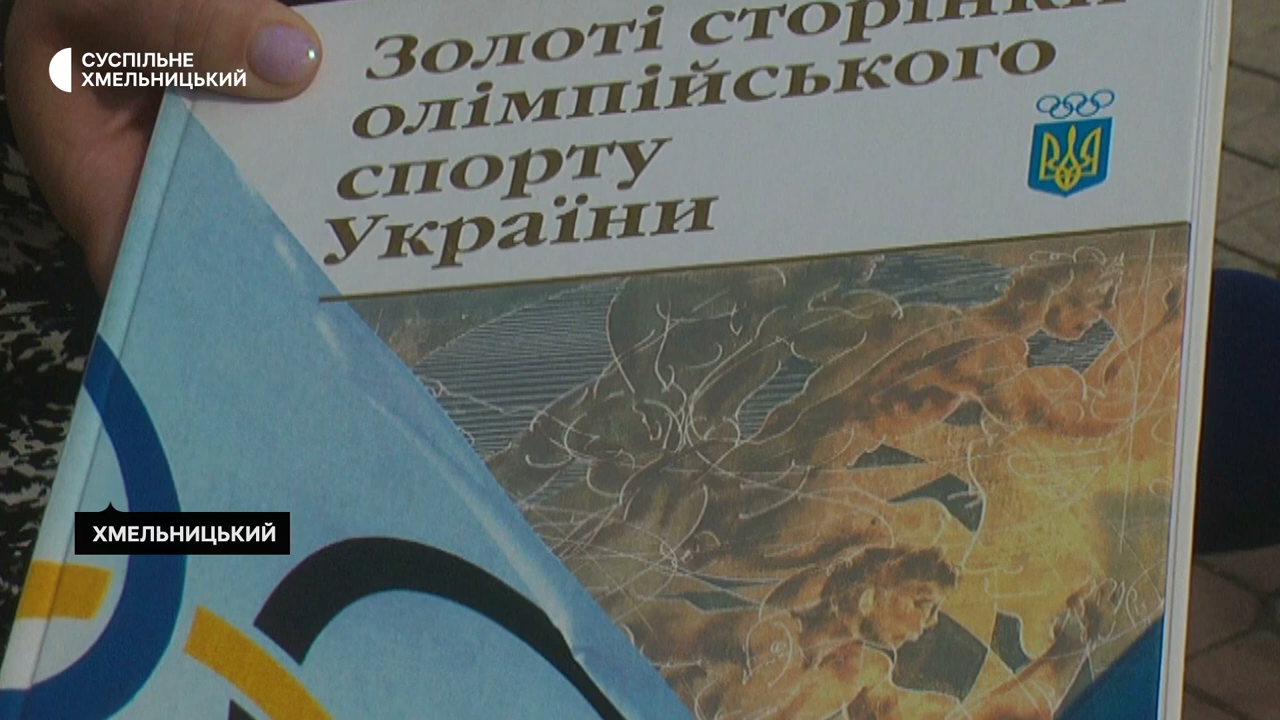 СУСПІЛЬНЕ
ХМЕЛЬНИЦЬКИЙ
Золоті сторінки
олімпійського
спорту
України
ХМЕЛЬНИЦЬКИЙ